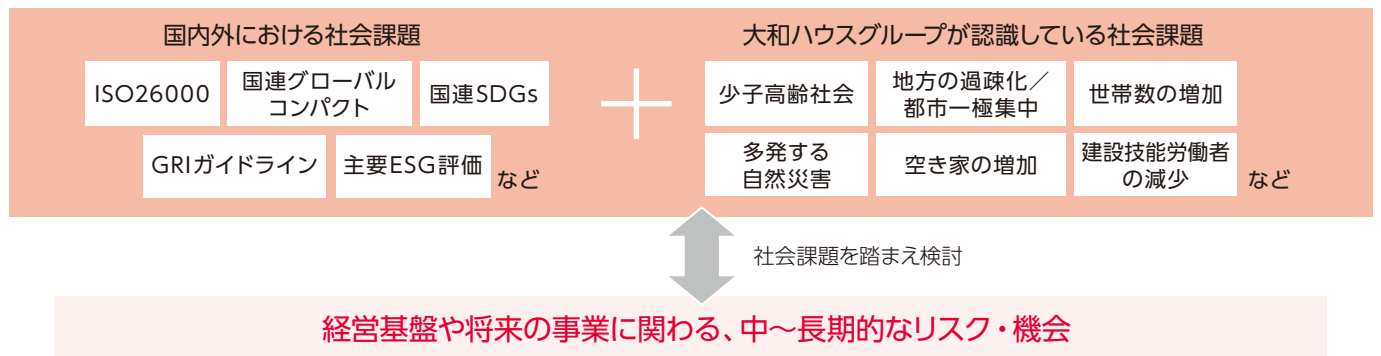 国内外における社会課題
ISO26000
国連グローバル
コンパクト
国連SDGs
GRIガイドライン
主要ESG評価
など
大和ハウスグループが認識している社会課題
少子高齢社会
地方の過疎化／
都市一極集中
世帯数の増加
多発する
自然災害
空き家の増加
建設技能労働者
の減少
など
社会課題を踏まえ検討
経営基盤や将来の事業に関わる、中〜長期的なリスク・機会